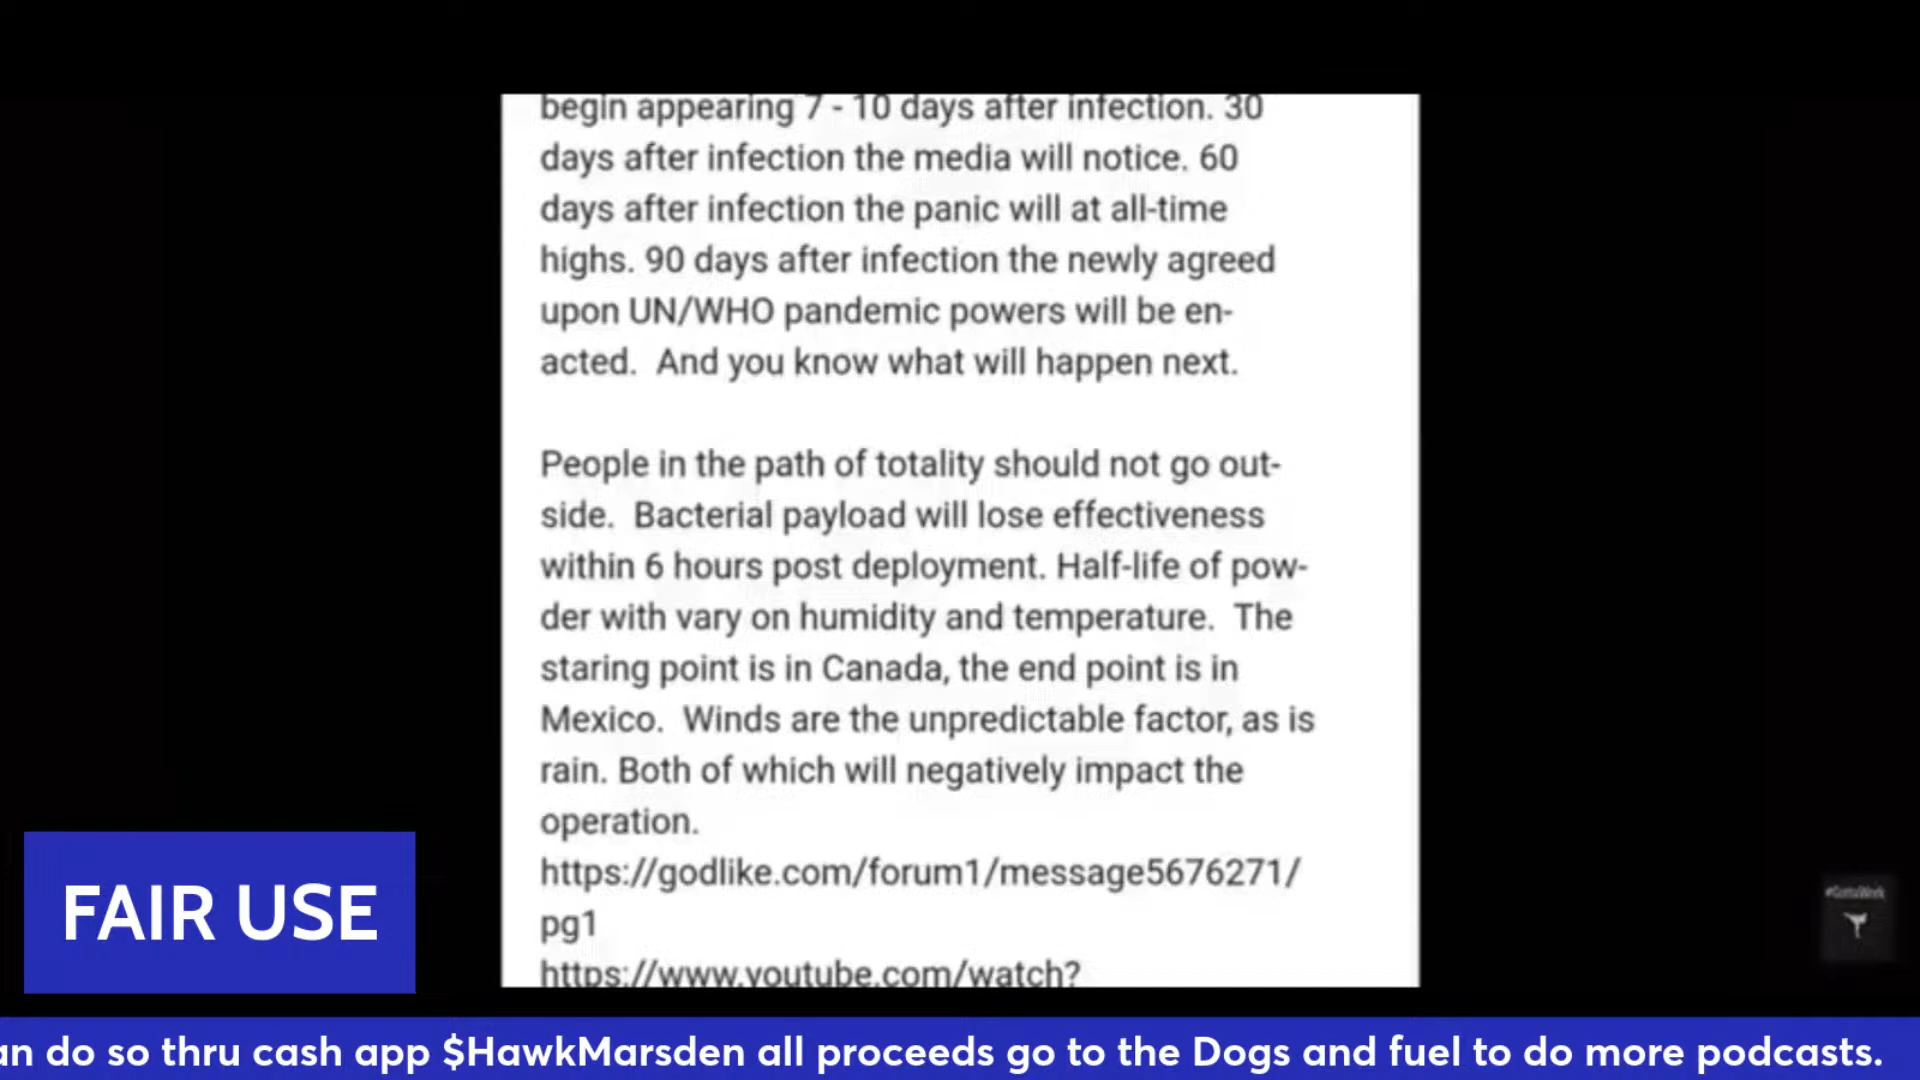 begin appearing 7 - 10 days after infection. 30
days after infection the media will notice. 60
days after infection the panic will at all-time
highs. 90 days after infection the newly agreed
upon UN/WHO pandemic powers will be en-
acted.  And you know what will happen next.
People in the path of totality should not go out-
side.  Bacterial payload will lose effectiveness
within 6 hours post deployment. Half-life of pow-
der with vary on humidity and temperature.  The
staring point is in Canada, the end point is in
Mexico.  Winds are the unpredictable factor, as is
rain. Both of which will negatively impact the
operation.
https://godlike.com/forum1/message5676271/
pg1
https://www.youtube.com/watch?
FAIR USE
an do so thru cash app $HawkMarsden all proceeds go to the Dogs and fuel to do more podcasts.